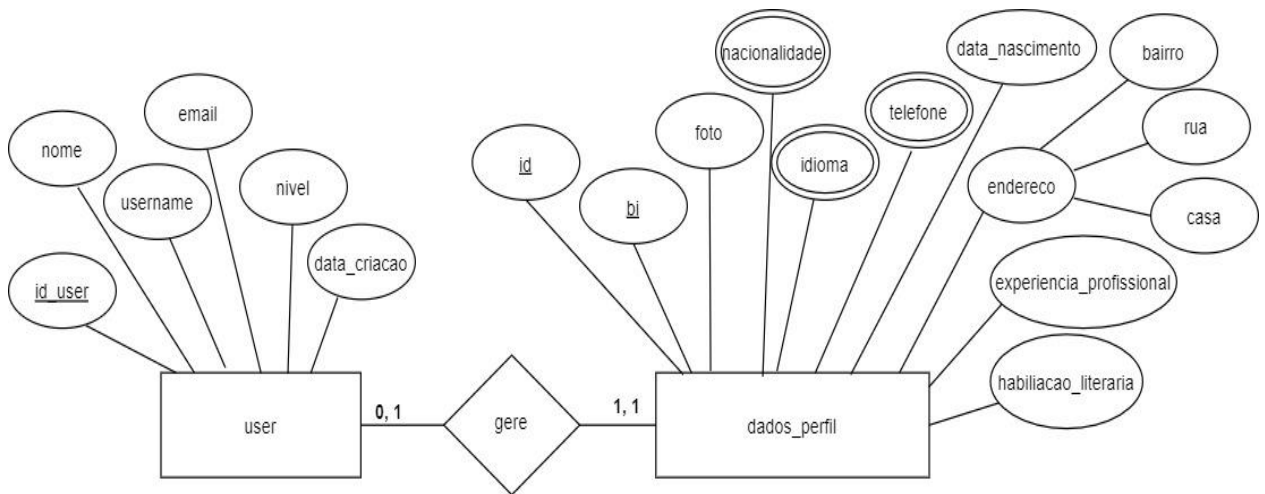 nacionalidade
data_nascimento
bairro
email
foto
telefone
nome
rua
id
idioma
nivel
endereco
username
bi
casa
data_criacao
id_user
experiencia_profissional
habiliacao_literaria
0, 1
1, 1
user
gere
dados_perfil